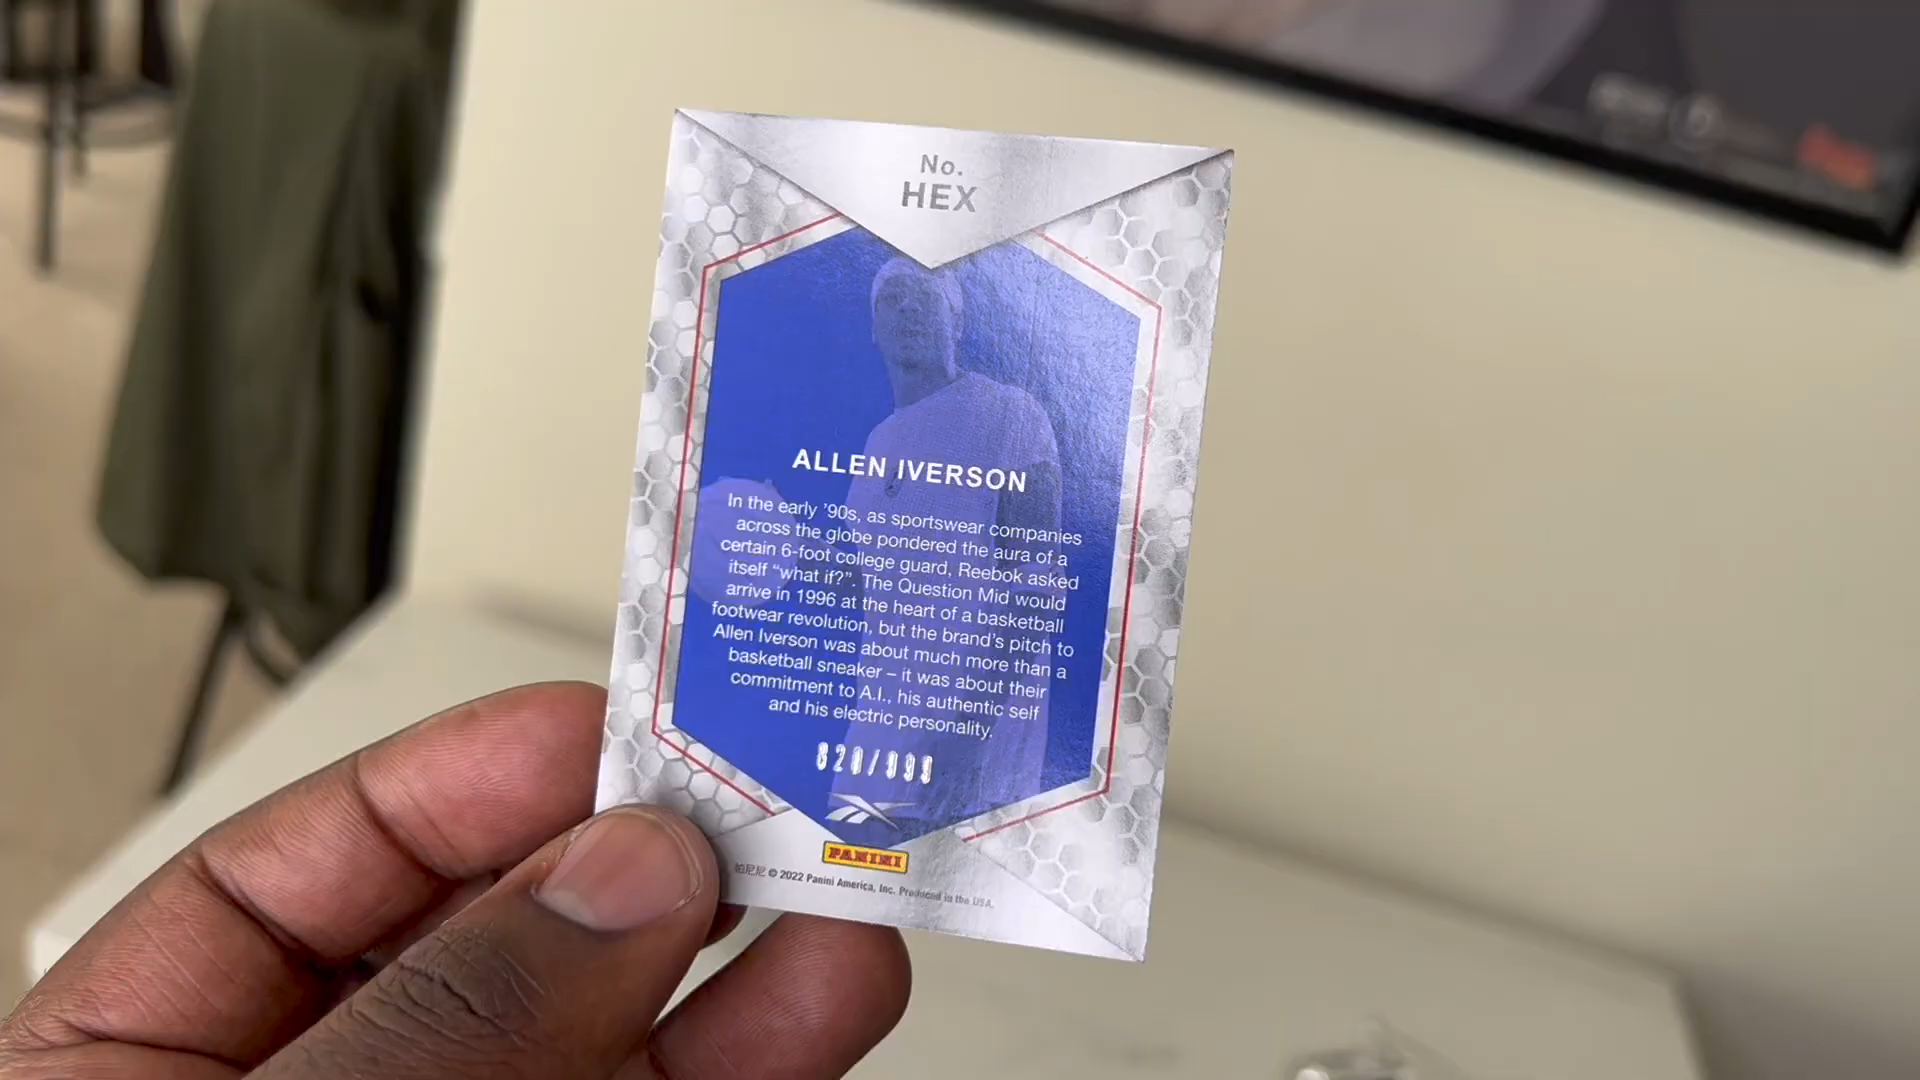 No.
HEX
ALLEN IVERSON
In the early '90s, as sportswear companies
across the globe pondered the aura of a
certain 6-foot college guard, Reebok asked
itself “what if?”. The Question Mid would
arrive in 1996 at the heart of a basketball
footwear revolution, but the brand's pitch to
Allen Iverson was about much more than a
basketball sneaker – it was about their
commitment to A.I., his authentic self
and his electric personality.
820/999
PANINI
帕尼尼 © 2022 Panini America, Inc. Produced in the USA.